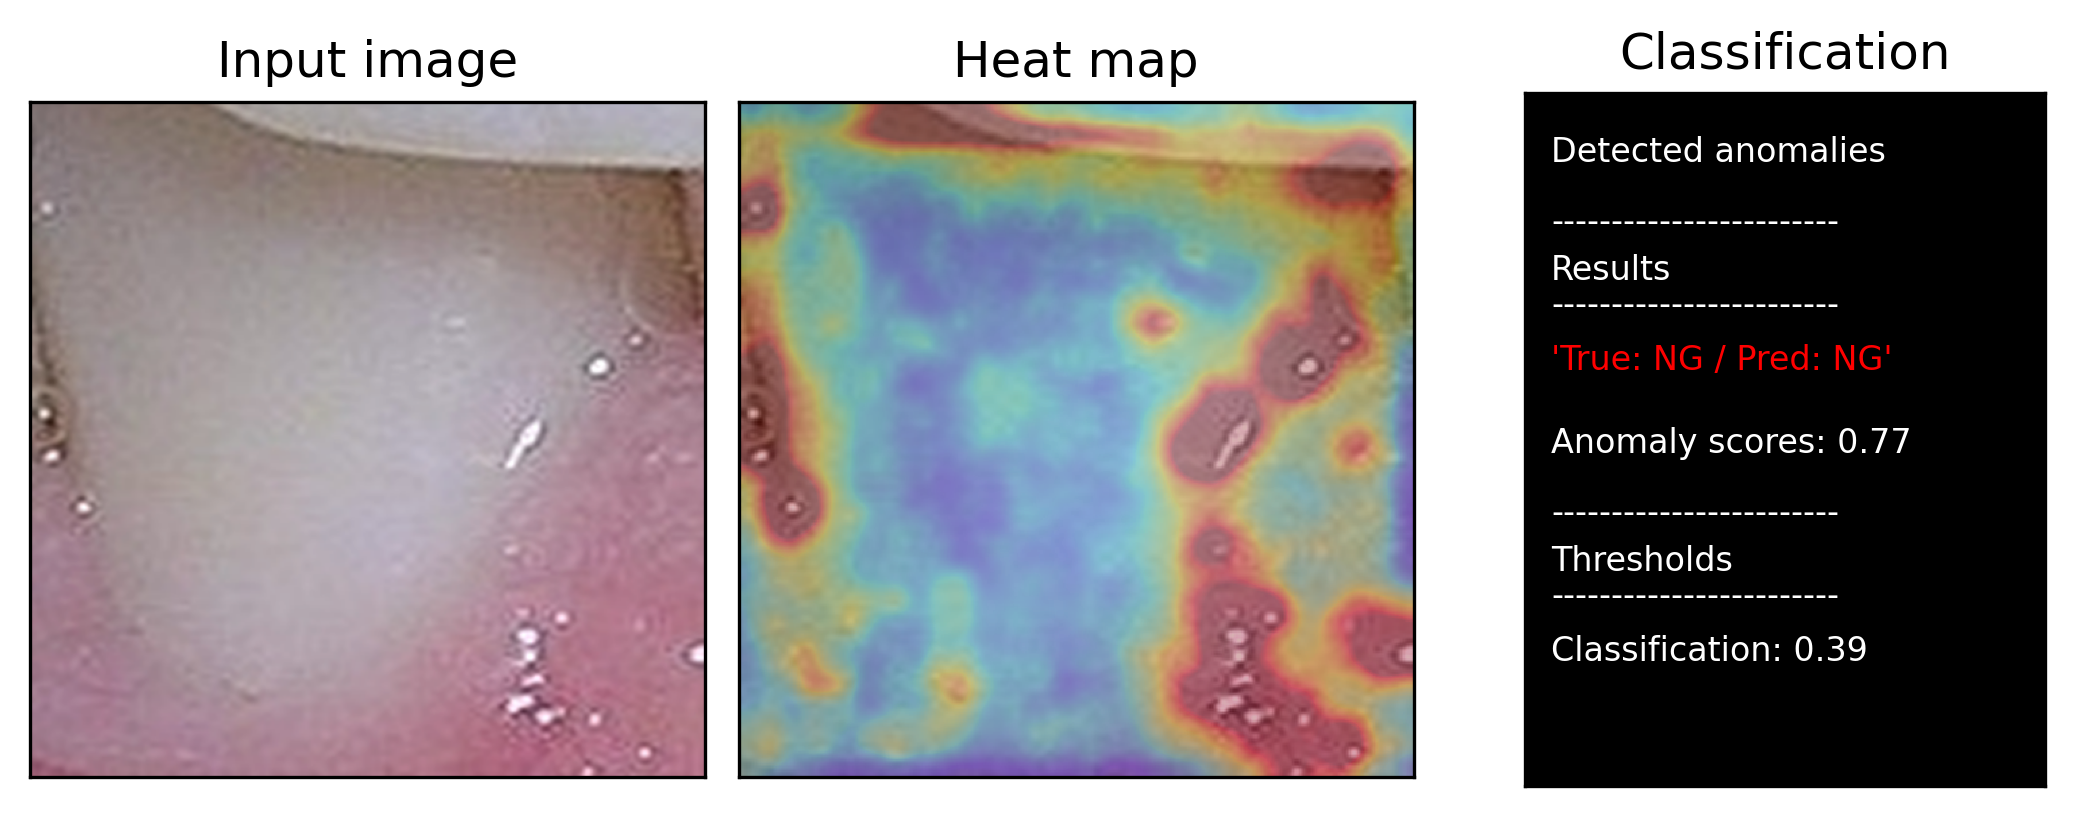 Input image
Heat map
Classification
Detected anomalies
------------------------
Results
------------------------
'True: NG / Pred: NG'
Anomaly scores: 0.77
------------------------
Thresholds
------------------------
Classification: 0.39